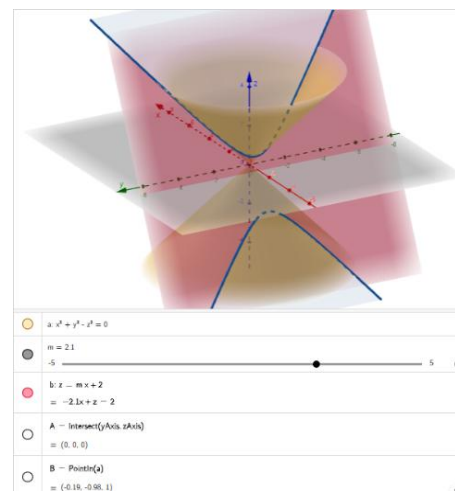 a: x² + y² - z² = 0
m = 2.1
-5
5
b: z = m x + 2
= -2.1x + z = 2
A = Intersect(yAxis, zAxis)
= (0, 0, 0)
B = PointIn(a)
= (-0.19, -0.98, 1)